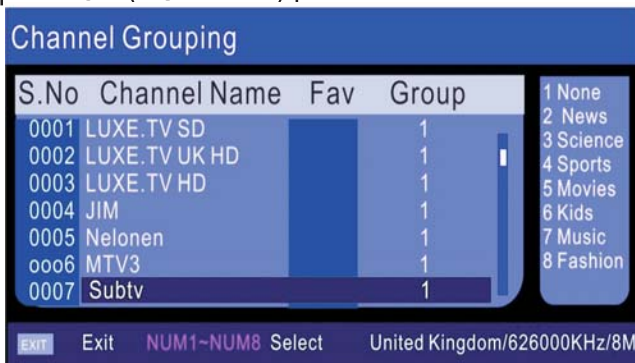 Channel Grouping
S.No Channel Name Fav Group
0001 LUXE.TV SD 1
0002 LUXE.TV UK HD 1
0003 LUXE.TV HD 1
0004 JIM 1
0005 Nelonen 1
ooo6 MTV3 1
0007 Subtv 1
1 None
2 News
3 Science
4 Sports
5 Movies
6 Kids
7 Music
8 Fashion
EXIT Exit NUM1~NUM8 Select United Kingdom/626000KHz/8M